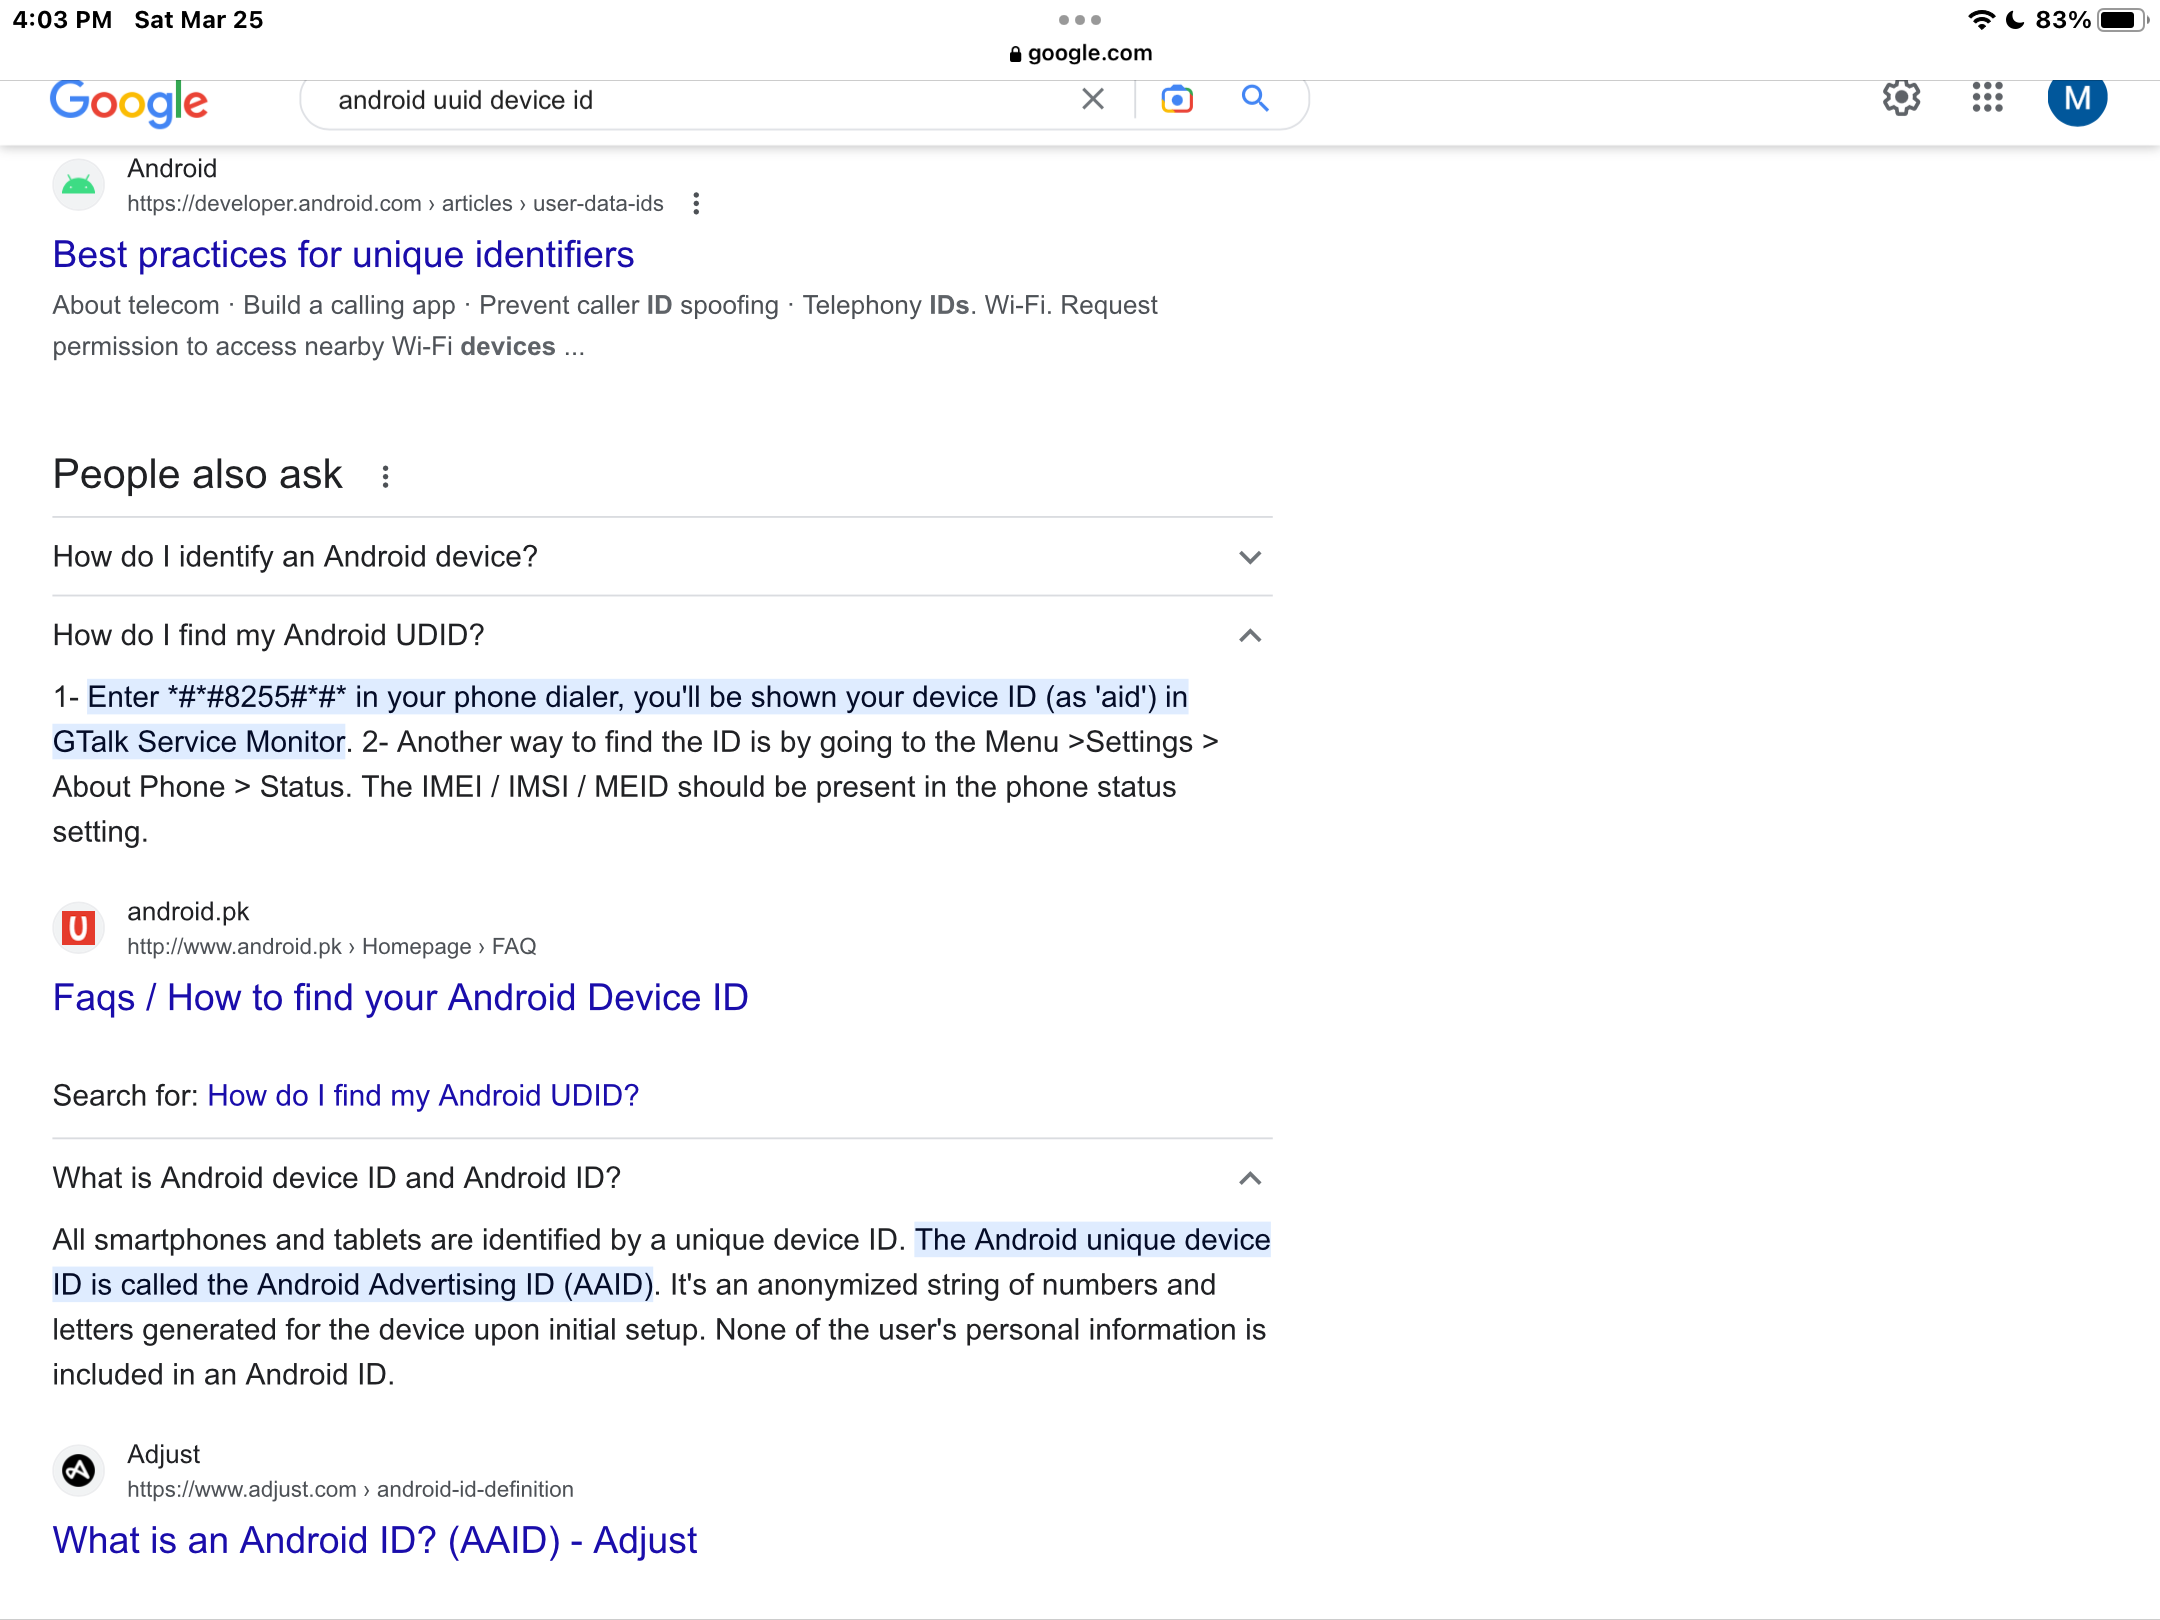 4:03 PM Sat Mar 25
83%
google.com
Google
android uuid device id
M
Android
https://developer.android.com › articles › user-data-ids
Best practices for unique identifiers
About telecom · Build a calling app · Prevent caller ID spoofing · Telephony IDs. Wi-Fi. Request
permission to access nearby Wi-Fi devices ...
People also ask
How do I identify an Android device?
How do I find my Android UDID?
1- Enter *#*#8255#*#* in your phone dialer, you'll be shown your device ID (as 'aid') in
GTalk Service Monitor. 2- Another way to find the ID is by going to the Menu >Settings >
About Phone > Status. The IMEI / IMSI / MEID should be present in the phone status
setting.
android.pk
http://www.android.pk › Homepage › FAQ
Faqs / How to find your Android Device ID
Search for: How do I find my Android UDID?
What is Android device ID and Android ID?
All smartphones and tablets are identified by a unique device ID. The Android unique device
ID is called the Android Advertising ID (AAID). It's an anonymized string of numbers and
letters generated for the device upon initial setup. None of the user's personal information is
included in an Android ID.
Adjust
https://www.adjust.com › android-id-definition
What is an Android ID? (AAID) - Adjust